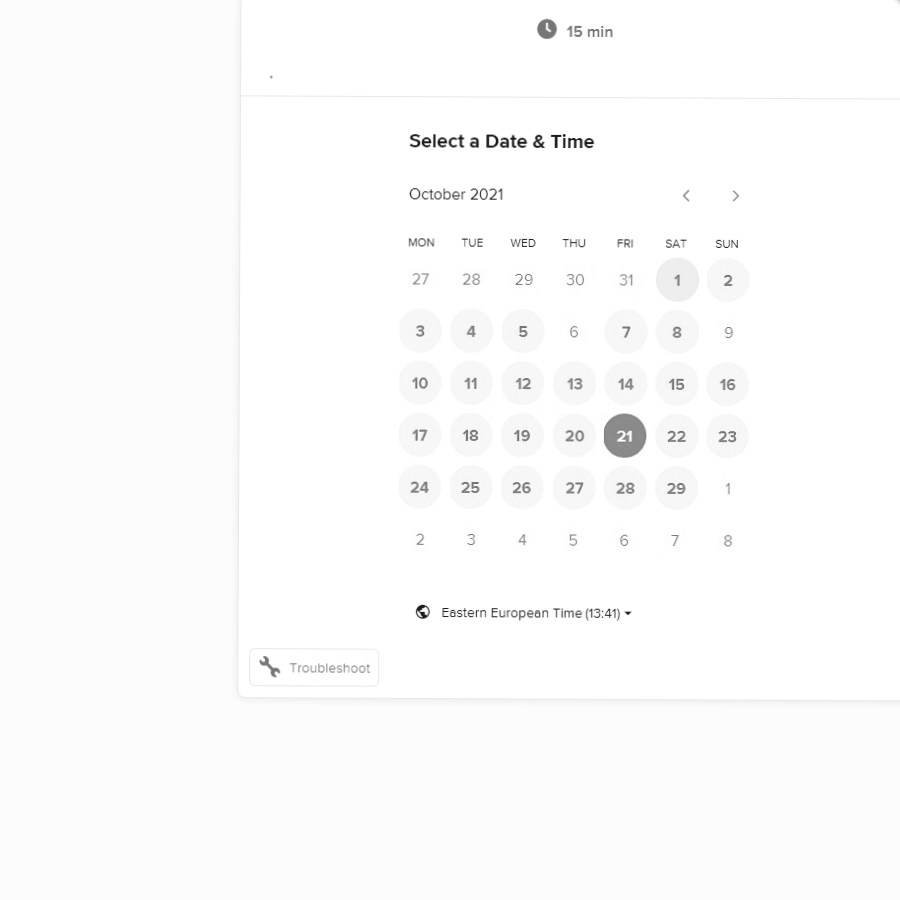 15 min
.
Select a Date & Time
October 2021
MON TUE WED THU FRI SAT SUN
27 28 29 30 31 1 2
3 4 5 6 7 8 9
10 11 12 13 14 15 16
17 18 19 20 21 22 23
24 25 26 27 28 29 1
2 3 4 5 6 7 8
Eastern European Time (13:41)
Troubleshoot